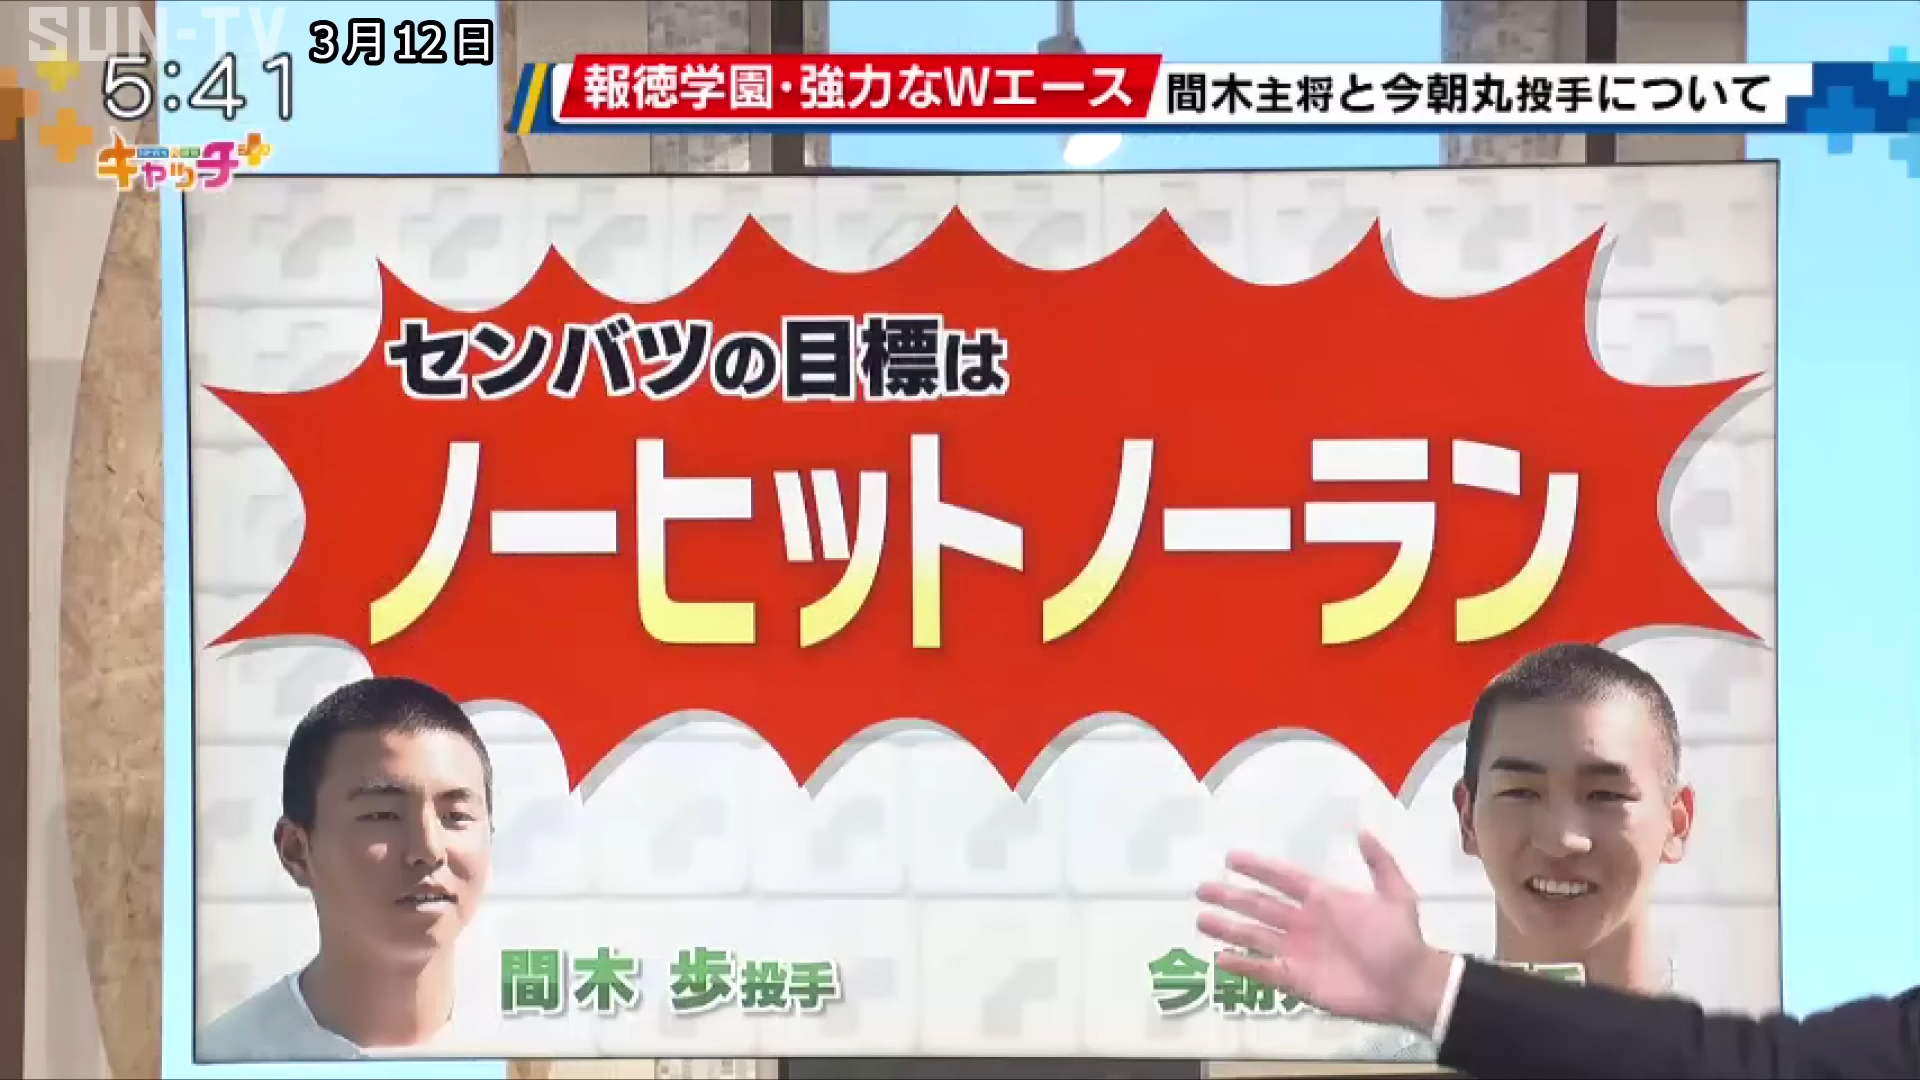 SUN-TV
3月12日
5:41
キャッチ+
報徳学園・強力なWエース
間木主将と今朝丸投手について
センバツの目標は
ノーヒットノーラン
間木 歩投手
今朝丸